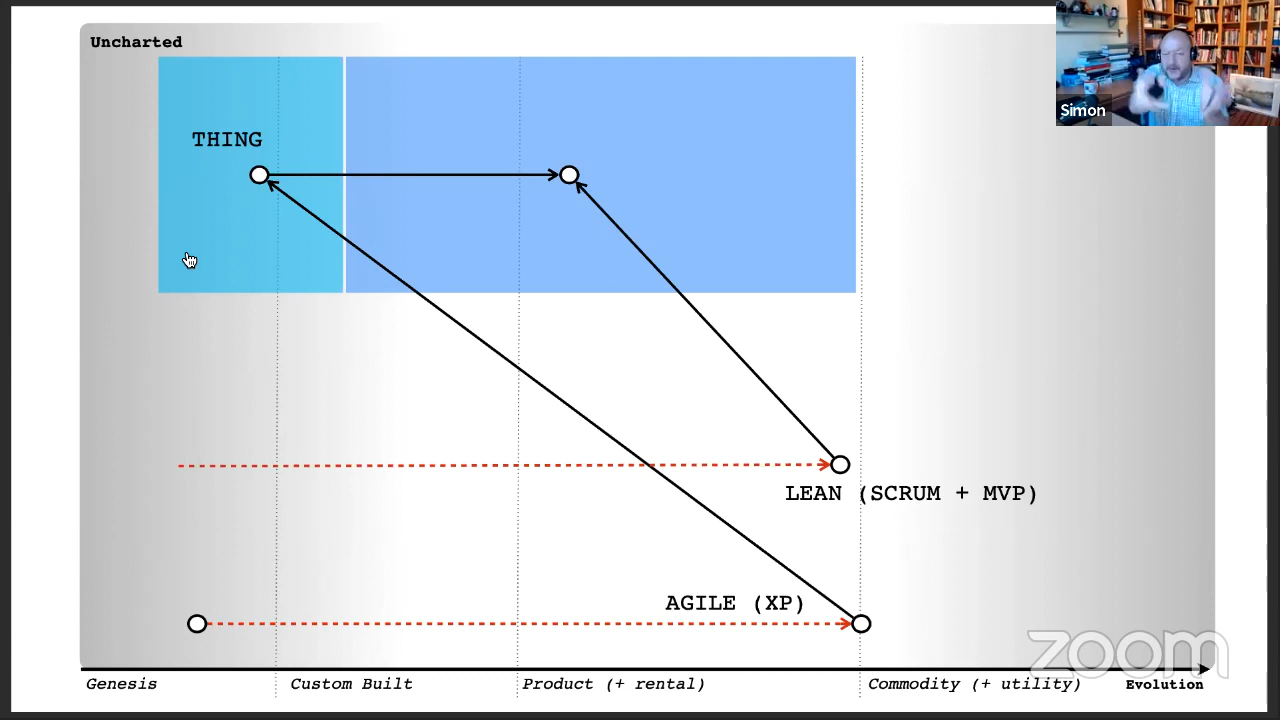 Uncharted
Simon
THING
LEAN (SCRUM + MVP)
AGILE (XP)
zoom
Genesis
Custom Built
Product (+ rental)
Commodity (+ utility)
Evolution